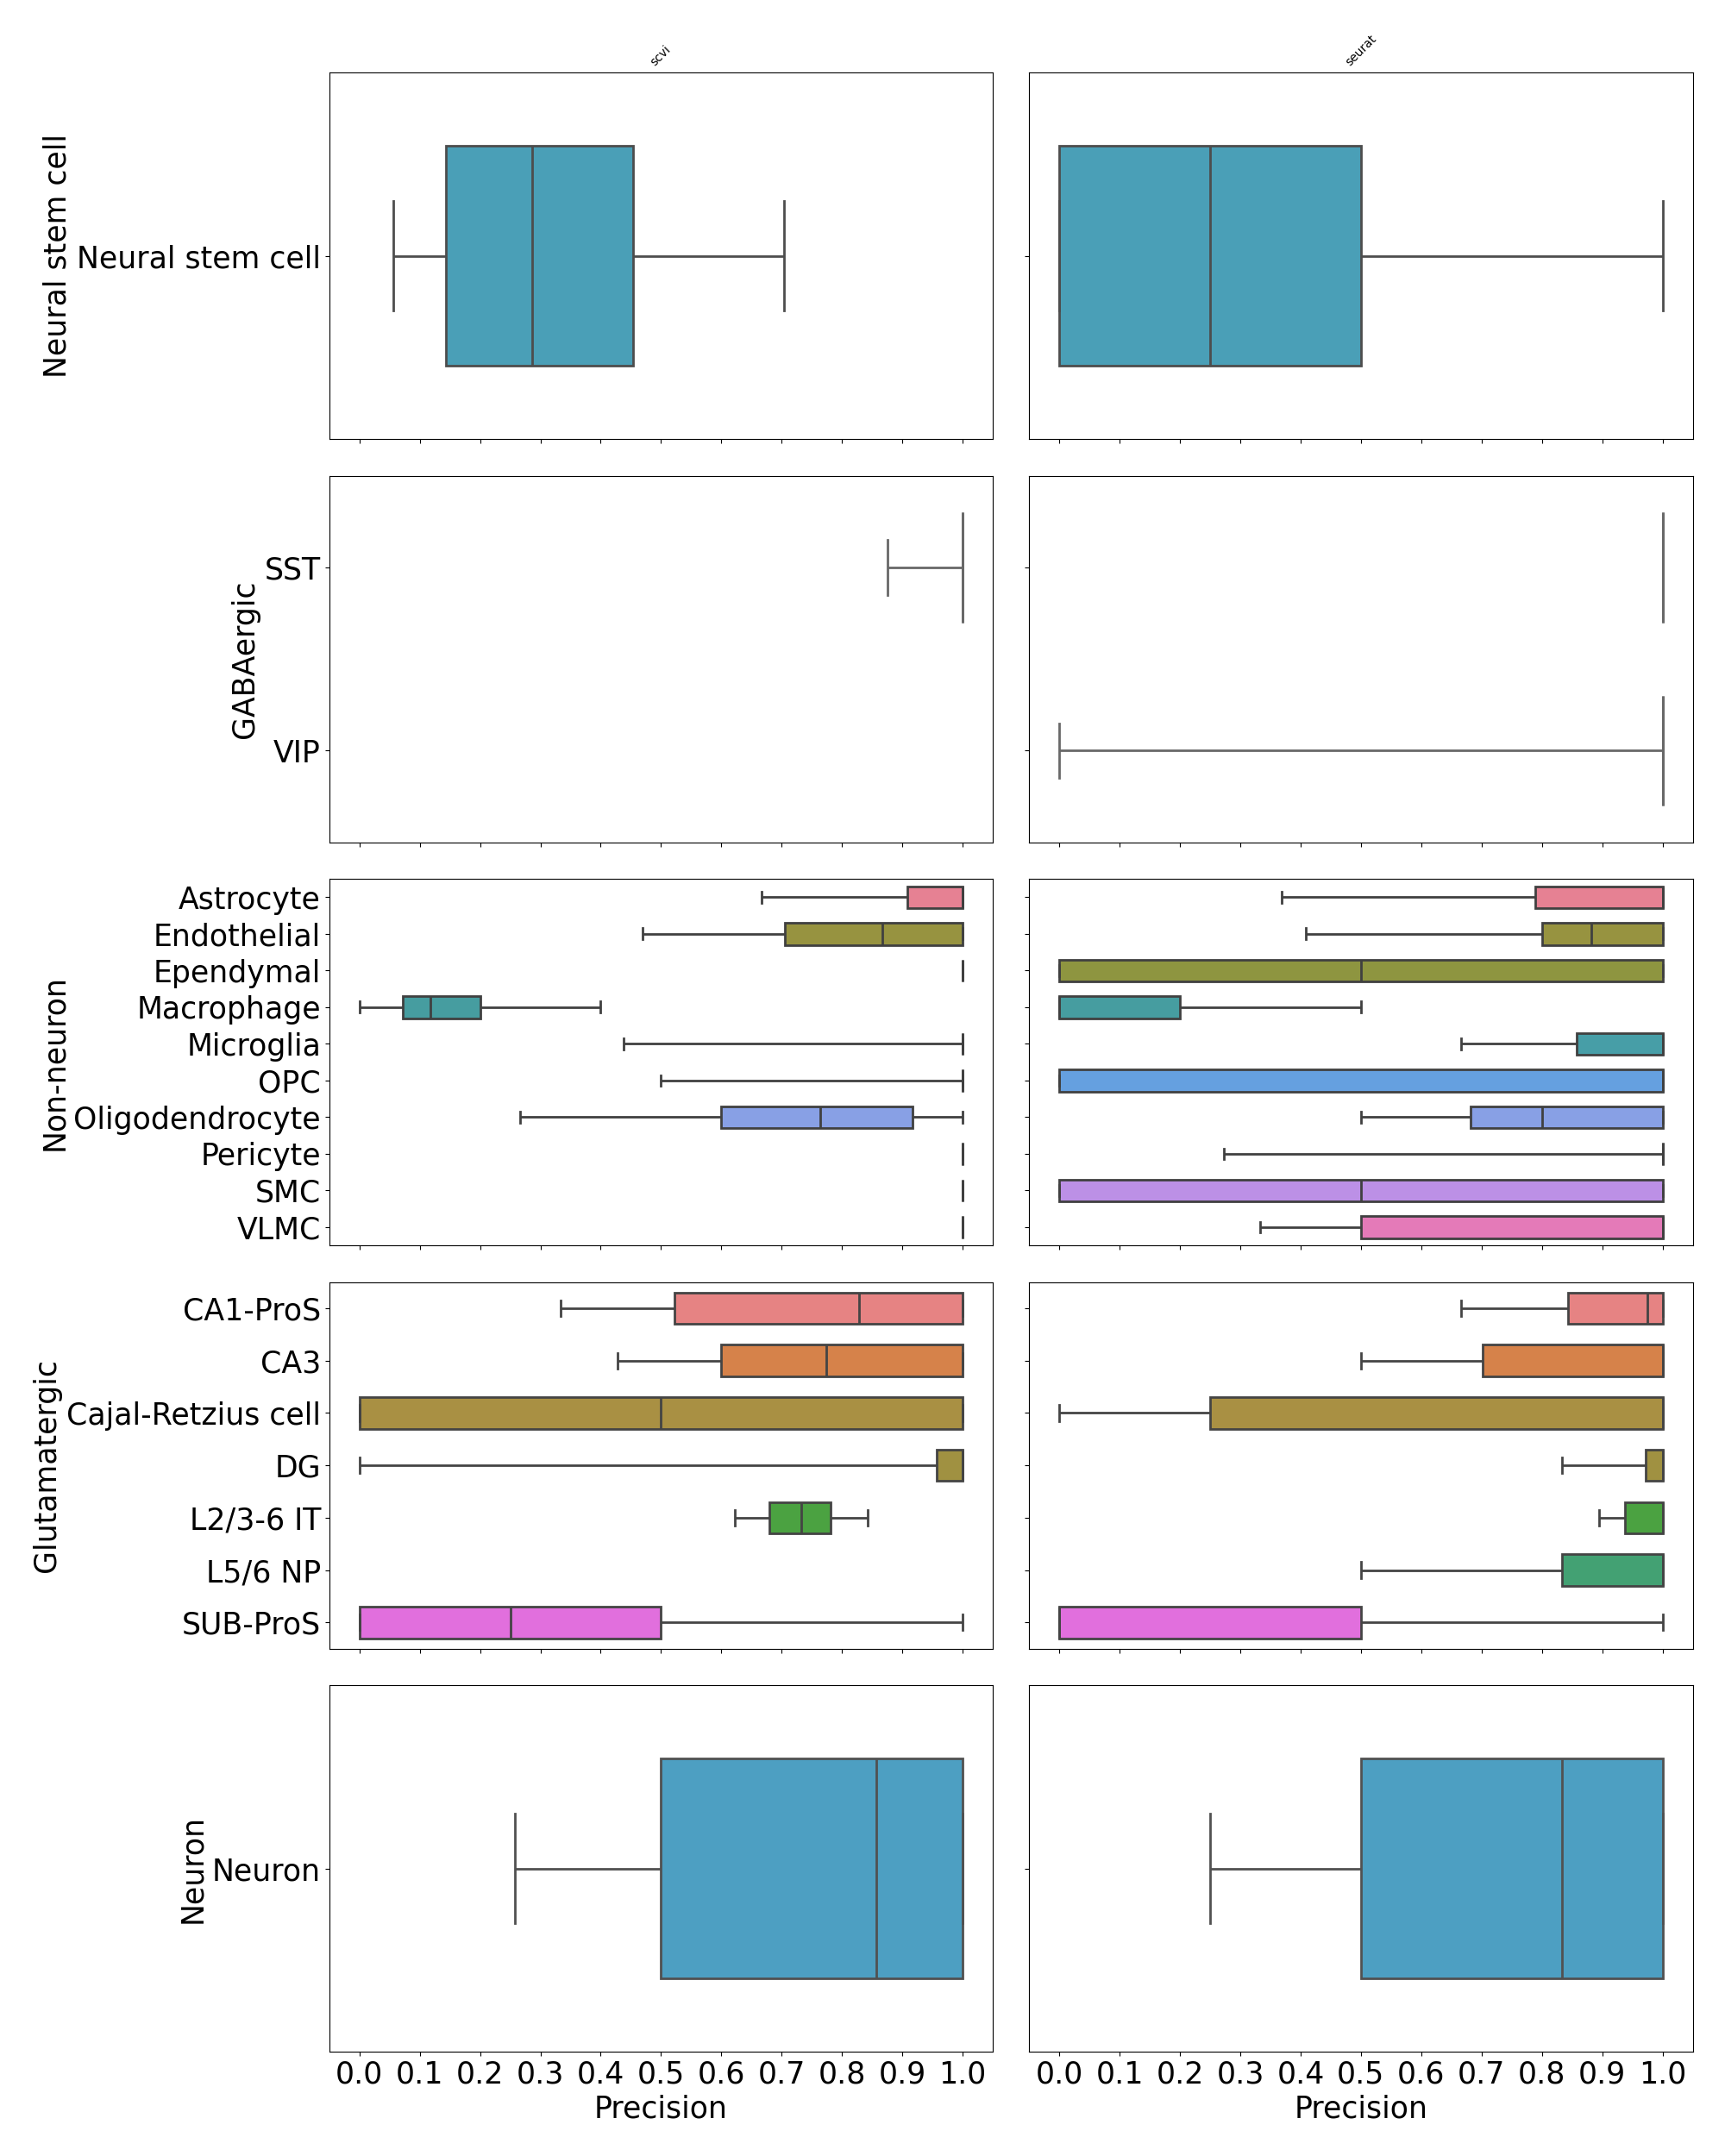 scvi
seurat
Neural stem cell
Neural stem cell
GABAergic
SST
VIP
Non-neuron
Astrocyte
Endothelial
Ependymal
Macrophage
Microglia
OPC
Oligodendrocyte
Pericyte
SMC
VLMC
Glutamatergic
CA1-ProS
CA3
Cajal-Retzius cell
DG
L2/3-6 IT
L5/6 NP
SUB-ProS
Neuron
Neuron
0.0 0.1 0.2 0.3 0.4 0.5 0.6 0.7 0.8 0.9 1.0
0.0 0.1 0.2 0.3 0.4 0.5 0.6 0.7 0.8 0.9 1.0
Precision
Precision